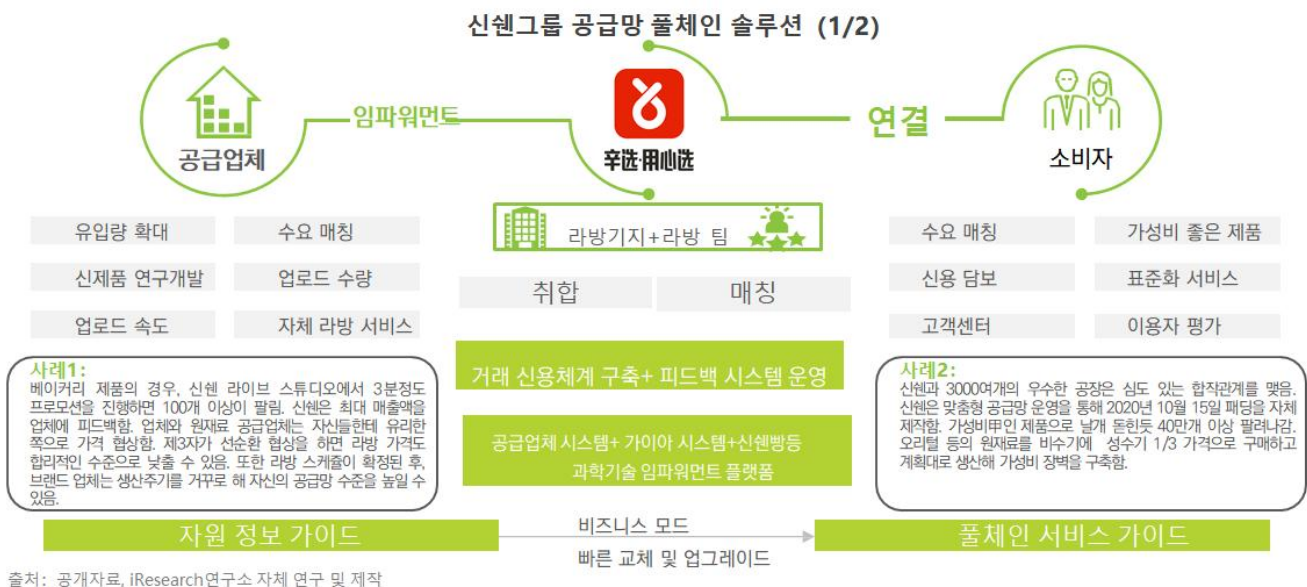 신쉔그룹 공급망 풀체인 솔루션 (1/2)
공급업체
임파워먼트
辛选·用心选
연결
소비자
유입량 확대
수요 매칭
신제품 연구개발
업로드 수량
업로드 속도
자체 라방 서비스
라방기지+라방 팀
취합
매칭
수요 매칭
가성비 좋은 제품
신용 담보
표준화 서비스
고객센터
이용자 평가
사례1:
베이커리 제품의 경우, 신쉔 라이브 스튜디오에서 3분정도
프로모션을 진행하면 100개 이상이 팔림. 신쉔은 최대 매출액을
업체에 피드백함. 업체와 원재료 공급업체는 자신들한테 유리한
쪽으로 가격 협상함. 제3자가 선순환 협상을 하면 라방 가격도
합리적인 수준으로 낮출 수 있음. 또한 라방 스케쥴이 확정된 후,
브랜드 업체는 생산주기를 거꾸로 해 자신의 공급망 수준을 높일 수
있음.
거래 신용체계 구축+ 피드백 시스템 운영
공급업체 시스템+ 가이아 시스템+신쉔빵등
과학기술 임파워먼트 플랫폼
사례2:
신쉔과 3000여개의 우수한 공장은 심도 있는 합작관계를 맺음.
신쉔은 맞춤형 공급망 운영을 통해 2020년 10월 15일 패딩을 자체
제작함. 가성비甲인 제품으로 날개 돋힌듯 40만개 이상 팔려나감.
오리털 등의 원재료를 비수기에 성수기 1/3 가격으로 구매하고
계획대로 생산해 가성비 장벽을 구축함.
자원 정보 가이드
비즈니스 모드
빠른 교체 및 업그레이드
풀체인 서비스 가이드
출처: 공개자료, iResearch연구소 자체 연구 및 제작